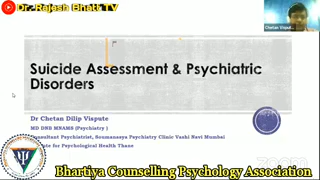 Dr. Rajesh Bhatt TV
Chetan Vispute...
Suicide Assessment & Psychiatric
Disorders
Dr Chetan Dilip Vispute
MD DNB MNAMS (Psychiatry )
Consultant Psychiatrist, Soumanasya Psychiatry Clinic Vashi Navi Mumbai
for Psychological Health Thane
Bhartiya Counselling Psychology Association